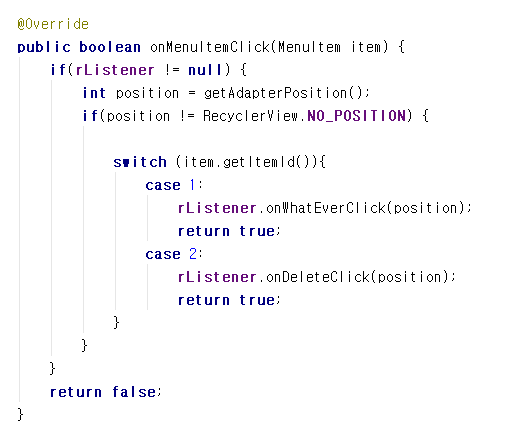 @Override
public boolean onMenuItemClick(MenuItem item) {
    if(rListener != null) {
        int position = getAdapterPosition();
        if(position != RecyclerView.NO_POSITION) {

            switch (item.getItemId()){
                case 1:
                    rListener.onWhatEverClick(position);
                    return true;
                case 2:
                    rListener.onDeleteClick(position);
                    return true;
            }
        }
    }
    return false;
}